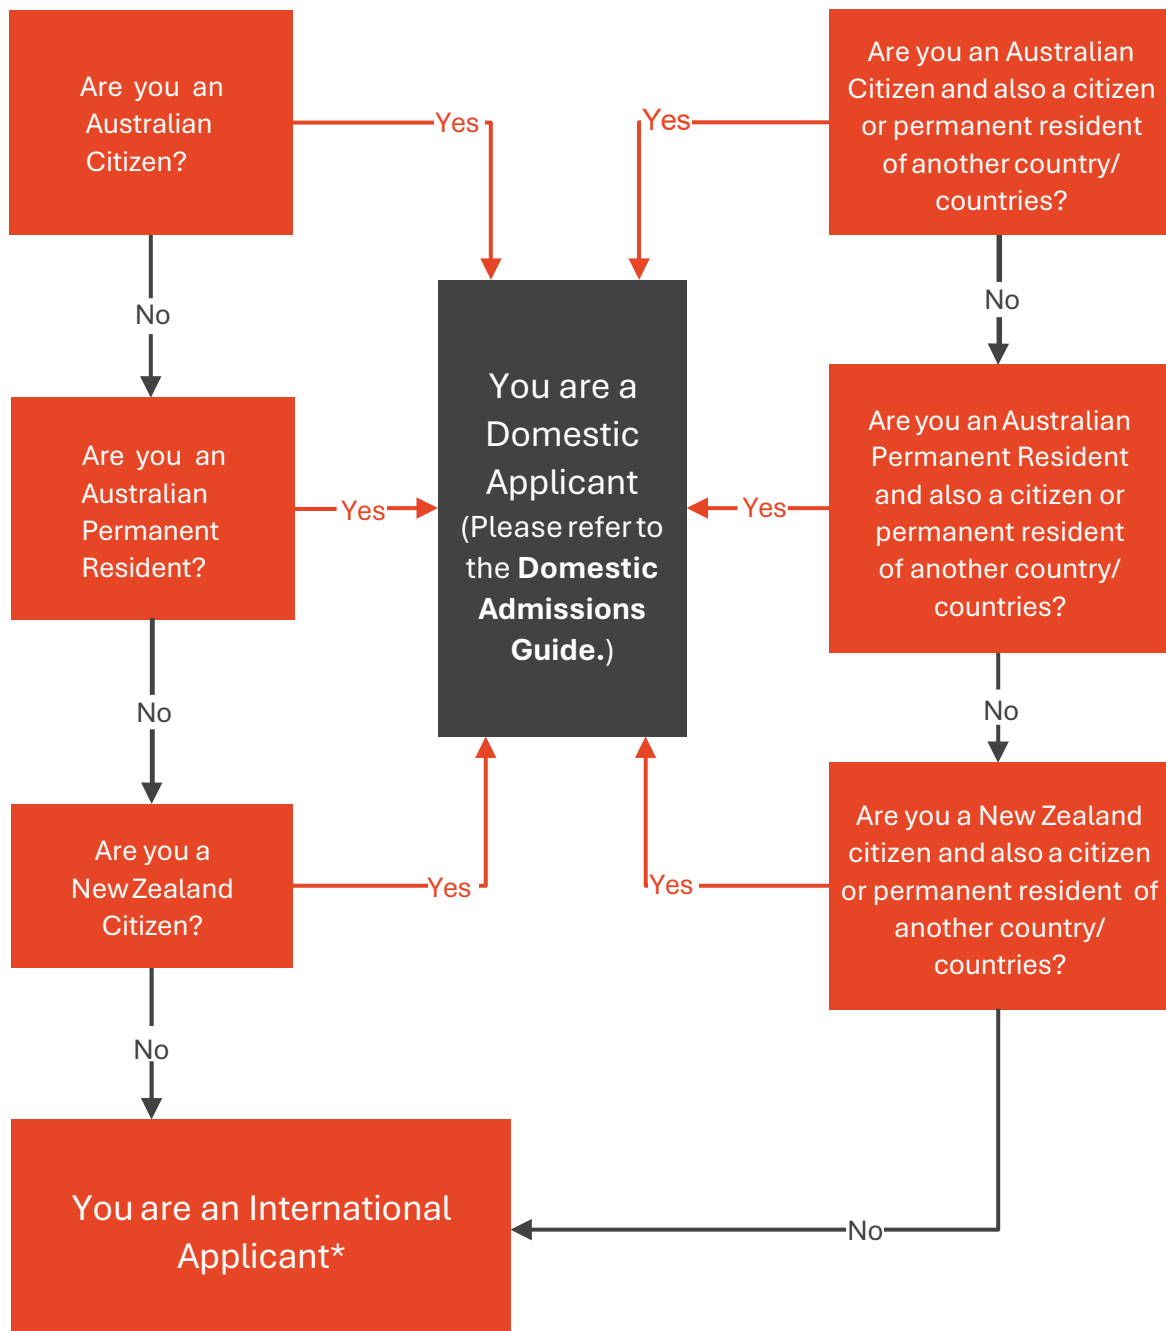 Are you an
Australian
Citizen?
Yes
No
Are you an
Australian
Permanent
Resident?
Yes
No
Are you a
New Zealand
Citizen?
Yes
No
You are an International
Applicant*
You are a
Domestic
Applicant
(Please refer to
the Domestic
Admissions
Guide.)
Are you an Australian
Citizen and also a citizen
or permanent resident
of another country/
countries?
Yes
No
Are you an Australian
Permanent Resident
and also a citizen or
permanent resident
of another country/
countries?
Yes
No
Are you a New Zealand
citizen and also a citizen
or permanent resident of
another country/
countries?
Yes
No